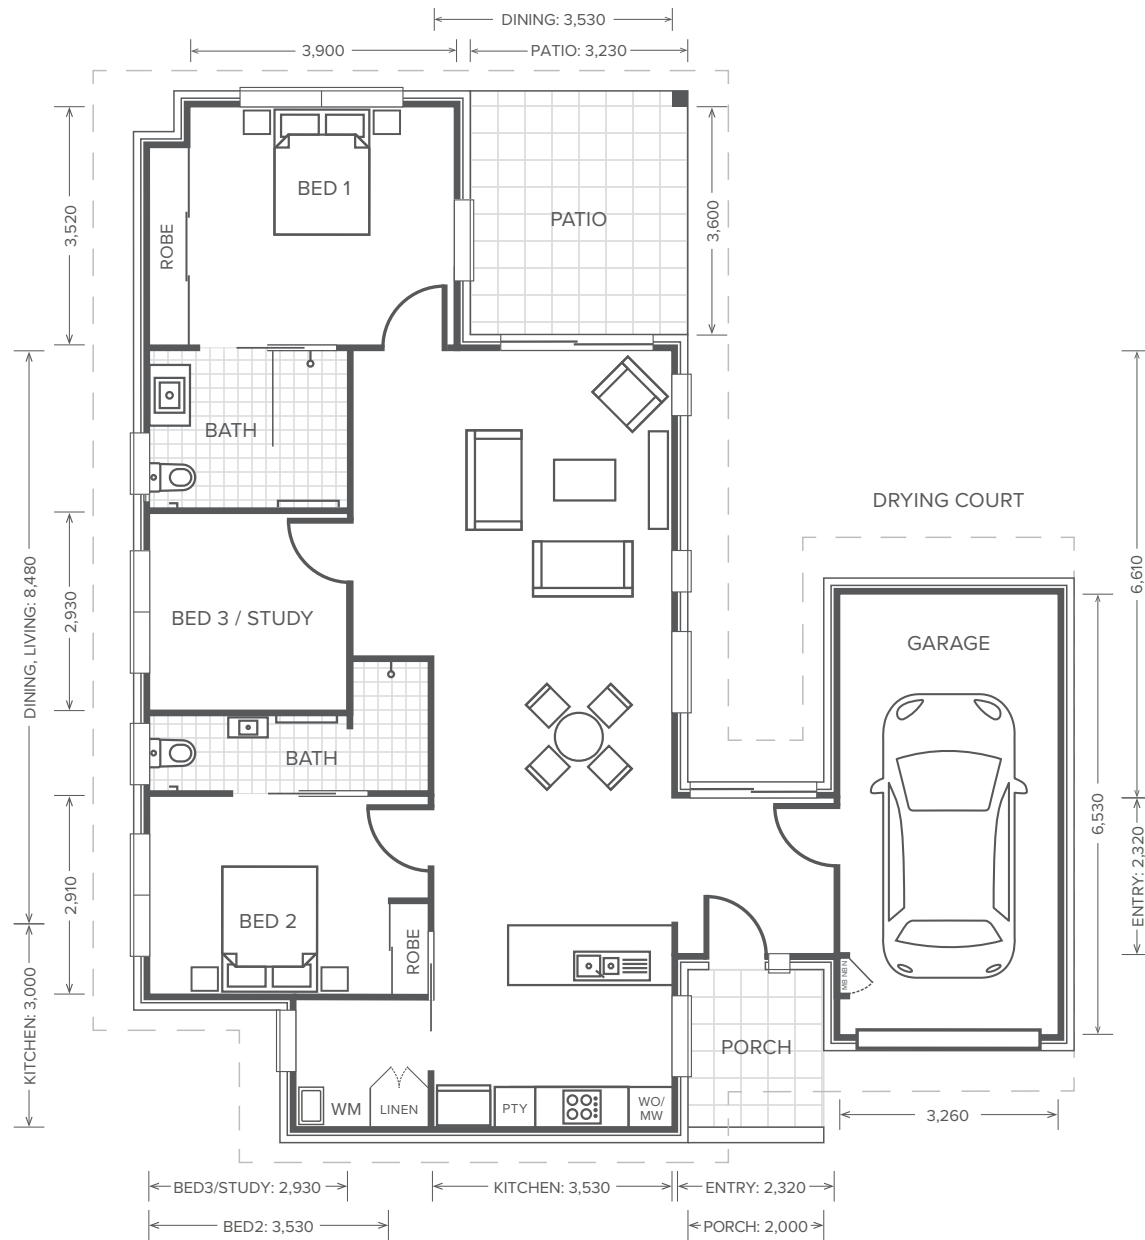 DINING: 3,530
3,900
PATIO: 3,230
BED 1
ROBE
PATIO
3,520
3,600
BATH
DRYING COURT
DINING, LIVING: 8,480
2,930
6,610
BED 3 / STUDY
GARAGE
BATH
6,530
ENTRY: 2,320
2,910
BED 2
ROBE
MB NBN
KITCHEN: 3,000
PORCH
WM
LINEN
PTY
WO/
MW
3,260
BED3/STUDY: 2,930
KITCHEN: 3,530
ENTRY: 2,320
BED2: 3,530
PORCH: 2,000